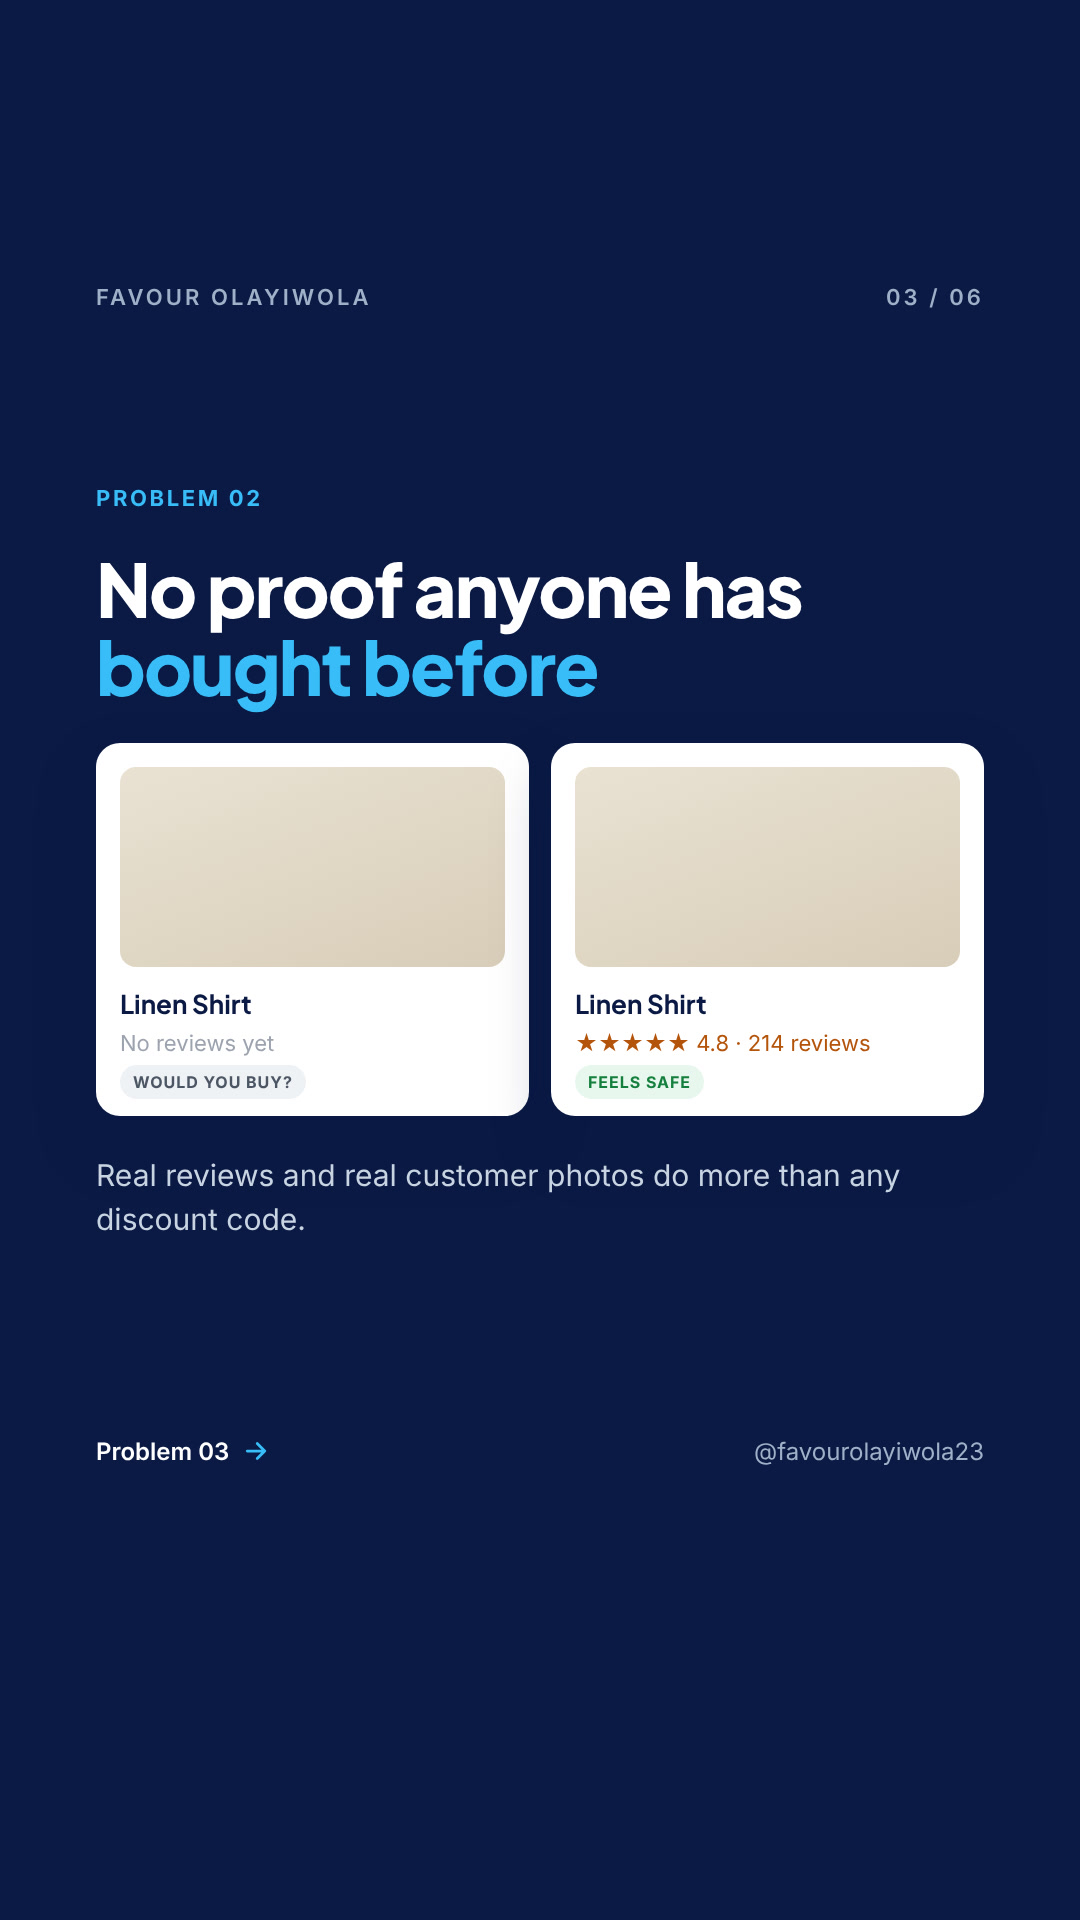 FAVOUR OLAYIWOLA
03 / 06
PROBLEM 02
No proof anyone has
bought before
Linen Shirt
No reviews yet
WOULD YOU BUY?
Linen Shirt
★★★★★ 4.8 · 214 reviews
FEELS SAFE
Real reviews and real customer photos do more than any
discount code.
Problem 03 →
@favourolayiwola23